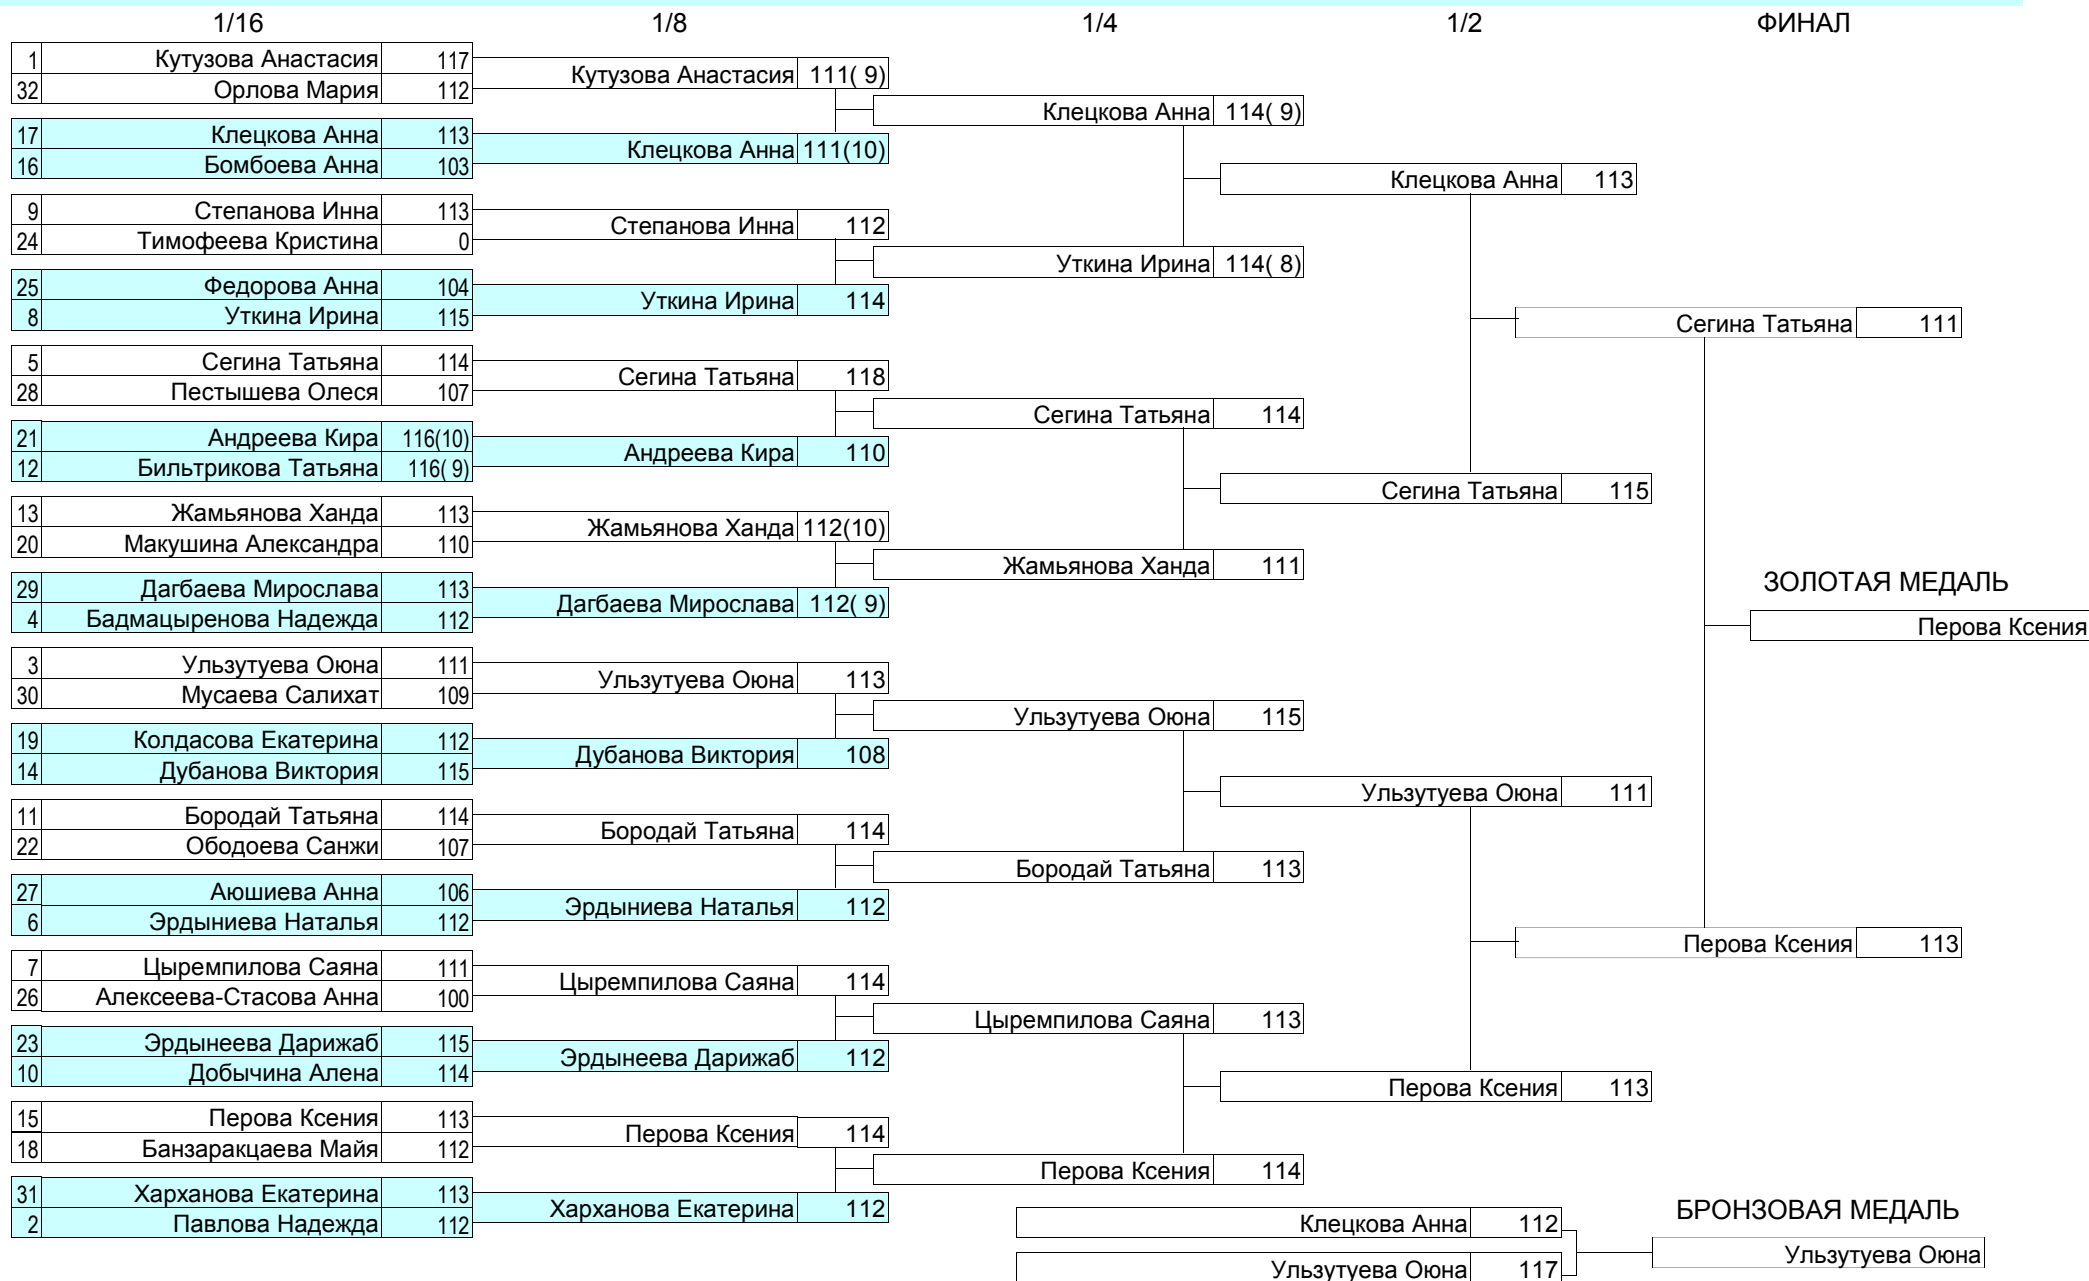 1/16 1/8 1/4 1/2 ФИНАЛ
1 Кутузова Анастасия 117
32 Орлова Мария 112
17 Клецкова Анна 113
16 Бомбоева Анна 103
9 Степанова Инна 113
24 Тимофеева Кристина 0
25 Федорова Анна 104
8 Уткина Ирина 115
5 Сегина Татьяна 114
28 Пестышева Олеся 107
21 Андреева Кира 116(10)
12 Бильтрикова Татьяна 116( 9)
13 Жамьянова Ханда 113
20 Макушина Александра 110
29 Дагбаева Мирослава 113
4 Бадмацыренова Надежда 112
3 Ульзутуева Оюна 111
30 Мусаева Салихат 109
19 Колдасова Екатерина 112
14 Дубанова Виктория 115
11 Бородай Татьяна 114
22 Ободоева Санжи 107
27 Аюшиева Анна 106
6 Эрдыниева Наталья 112
7 Цыремпилова Саяна 111
26 Алексеева-Стасова Анна 100
23 Эрдынеева Дарижаб 115
10 Добычина Алена 114
15 Перова Ксения 113
18 Банзаракцаева Майя 112
31 Харханова Екатерина 113
2 Павлова Надежда 112
Кутузова Анастасия 111( 9)
Клецкова Анна 111(10)
Степанова Инна 112
Уткина Ирина 114
Сегина Татьяна 118
Андреева Кира 110
Жамьянова Ханда 112(10)
Дагбаева Мирослава 112( 9)
Ульзутуева Оюна 113
Дубанова Виктория 108
Бородай Татьяна 114
Эрдыниева Наталья 112
Цыремпилова Саяна 114
Эрдынеева Дарижаб 112
Перова Ксения 114
Харханова Екатерина 112
Клецкова Анна 114( 9)
Уткина Ирина 114( 8)
Сегина Татьяна 114
Жамьянова Ханда 111
Ульзутуева Оюна 115
Бородай Татьяна 113
Цыремпилова Саяна 113
Перова Ксения 114
Клецкова Анна 113
Сегина Татьяна 115
Ульзутуева Оюна 111
Перова Ксения 113
Сегина Татьяна 111
Перова Ксения 113
ЗОЛОТАЯ МЕДАЛЬ
Перова Ксения
Клецкова Анна 112
Ульзутуева Оюна 117
БРОНЗОВАЯ МЕДАЛЬ
Ульзутуева Оюна